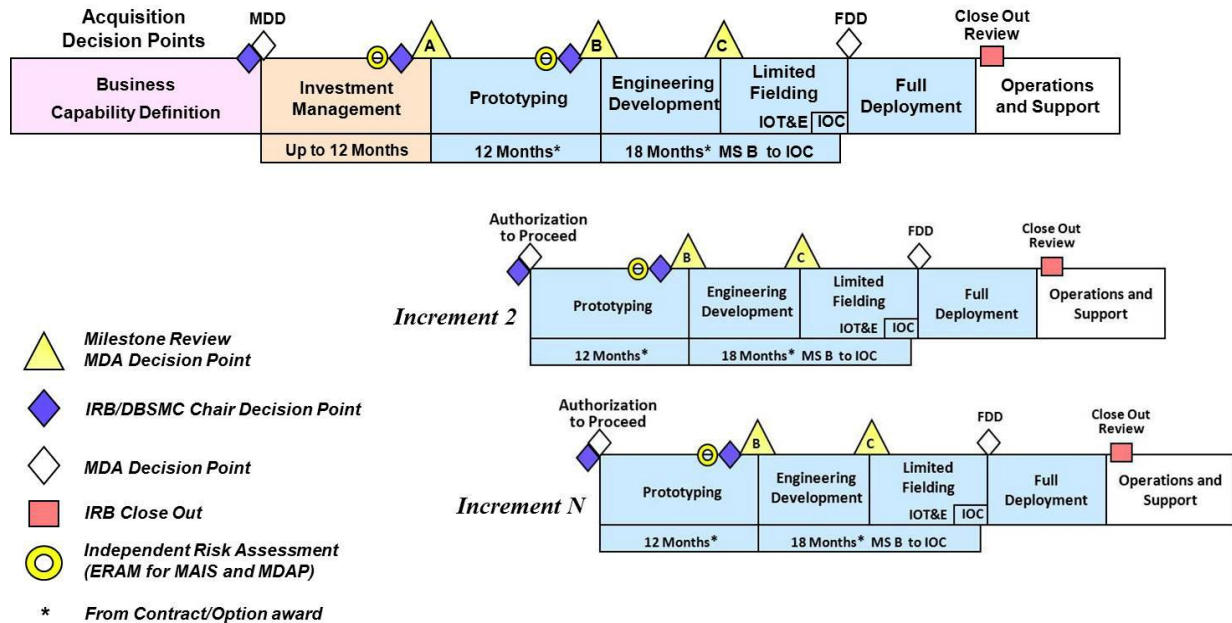 Acquisition
Decision Points
MDD
A
B
C
FDD
Close Out
Review
Business
Capability Definition
Investment
Management
Prototyping
Engineering
Development
Limited
Fielding
IOT&E
IOC
Full
Deployment
Operations
and Support
Up to 12 Months
12 Months*
18 Months* MS B to IOC
Authorization
to Proceed
B
C
FDD
Close Out
Review
Increment 2
Prototyping
Engineering
Development
Limited
Fielding
IOT&E
IOC
Full
Deployment
Operations and
Support
12 Months*
18 Months* MS B to IOC
Authorization
to Proceed
B
C
FDD
Close Out
Review
Increment N
Prototyping
Engineering
Development
Limited
Fielding
IOT&E
IOC
Full
Deployment
Operations and
Support
12 Months*
18 Months* MS B to IOC
Milestone Review
MDA Decision Point
IRB/DBSMC Chair Decision Point
MDA Decision Point
IRB Close Out
Independent Risk Assessment
(ERAM for MAIS and MDAP)
* From Contract/Option award